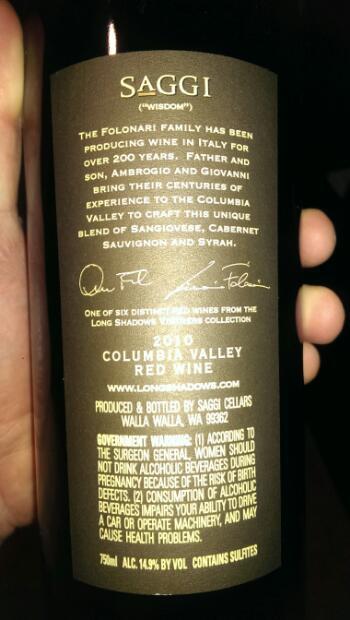 SAGGI
("WISDOM")
THE FOLONARI FAMILY HAS BEEN
PRODUCING WINE IN ITALY FOR
OVER 200 YEARS. FATHER AND
SON, AMBROGIO AND GIOVANNI
BRING THEIR CENTURIES OF
EXPERIENCE TO THE COLUMBIA
VALLEY TO CRAFT THIS UNIQUE
BLEND OF SANGIOVESE, CABERNET
SAUVIGNON AND SYRAH.
ONE OF SIX DISTINCT RED WINES FROM THE
LONG SHADOWS VINTNERS COLLECTION
2010
COLUMBIA VALLEY
RED WINE
WWW.LONGSHADOWS.COM
PRODUCED & BOTTLED BY SAGGI CELLARS
WALLA WALLA, WA 99362
GOVERNMENT WARNING: (1) ACCORDING TO
THE SURGEON GENERAL, WOMEN SHOULD
NOT DRINK ALCOHOLIC BEVERAGES DURING
PREGNANCY BECAUSE OF THE RISK OF BIRTH
DEFECTS. (2) CONSUMPTION OF ALCOHOLIC
BEVERAGES IMPAIRS YOUR ABILITY TO DRIVE
A CAR OR OPERATE MACHINERY, AND MAY
CAUSE HEALTH PROBLEMS.
750ml ALC. 14.9% BY VOL CONTAINS SULFITES